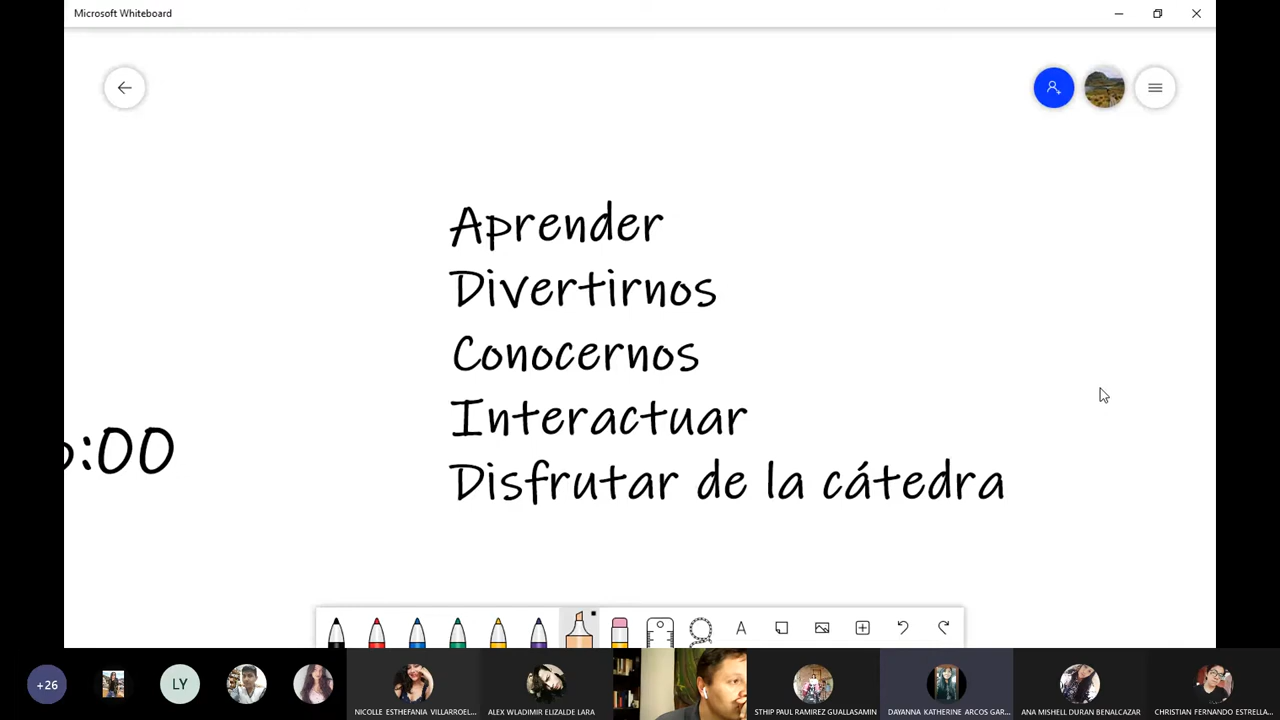 Microsoft Whiteboard
Aprender
Divertirnos
Conocernos
Interactuar
:00
Disfrutar de la cátedra
A
+26
LY
NICOLLE ESTHEFANIA VILLARROEL...
ALEX WLADIMIR ELIZALDE LARA
STHIP PAUL RAMIREZ GUALLASAMIN
DAYANNA KATHERINE ARCOS GAR...
ANA MISHELL DURAN BENALCAZAR
CHRISTIAN FERNANDO ESTRELLA...